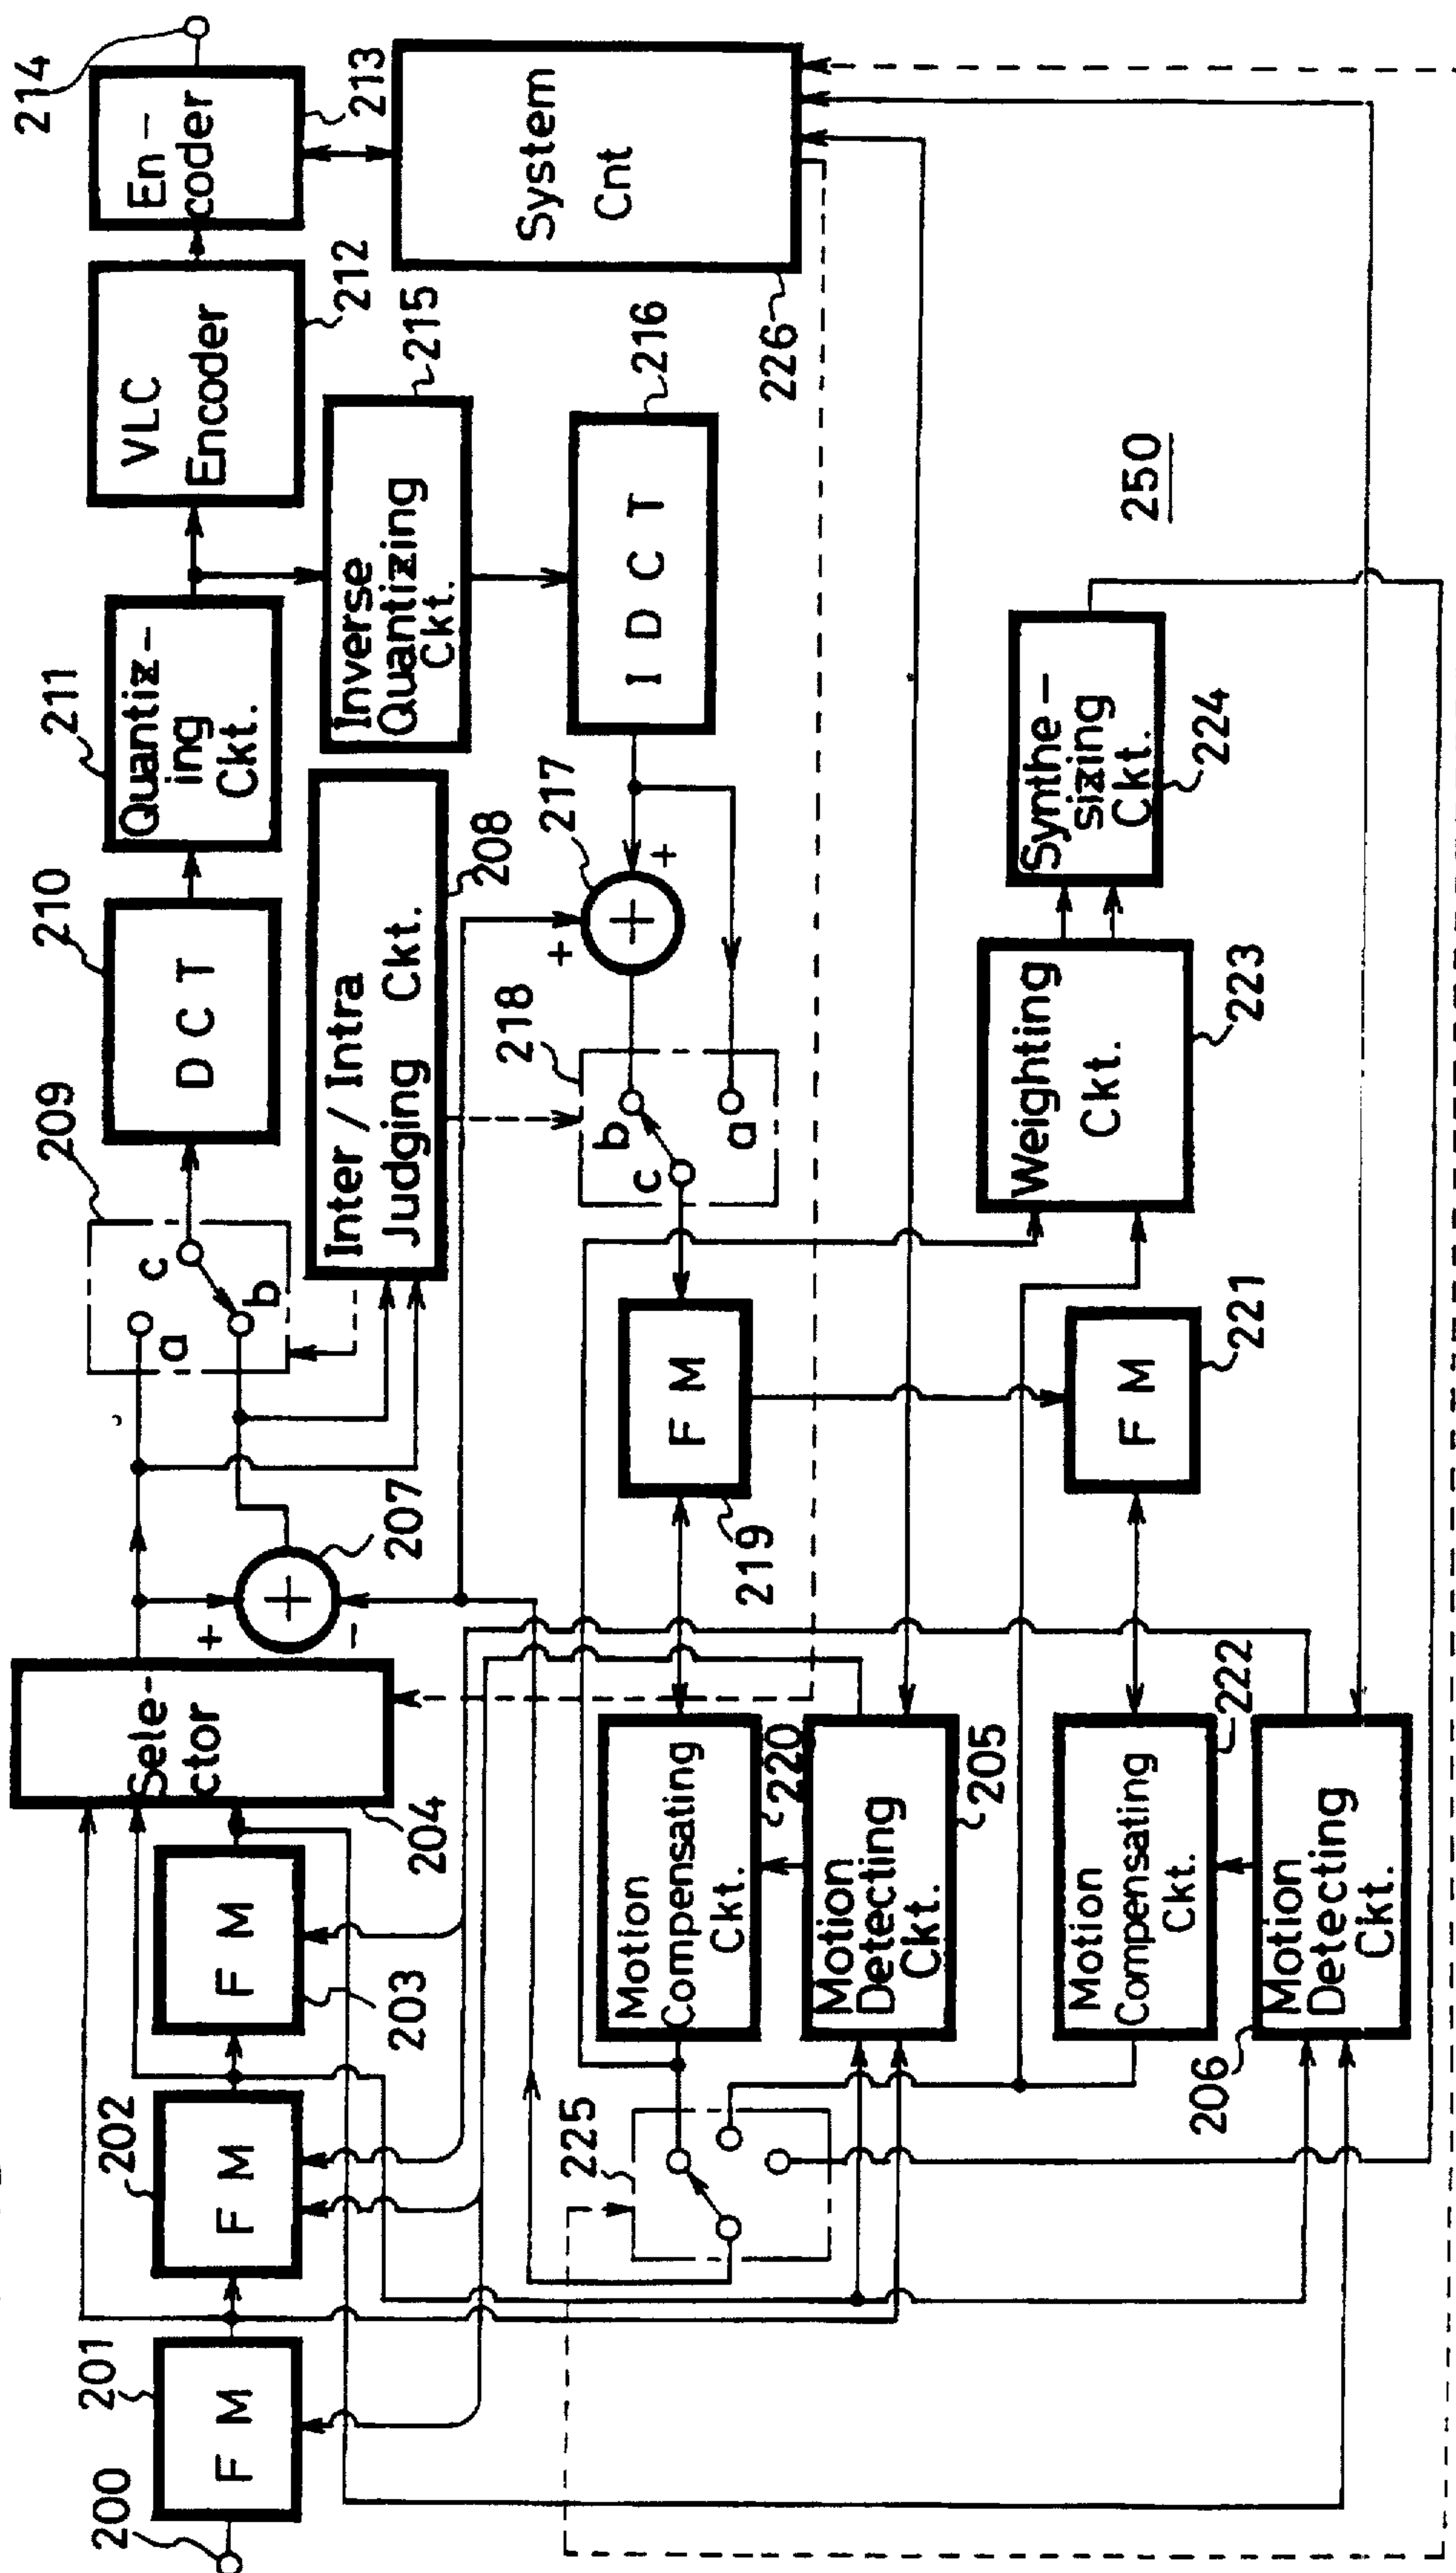 200
201
F M
202
F M
203
F M
204
Sele-
ctor
+
-
207
209
a
b
c
210
D C T
211
Quantiz-
ing
Ckt.
VLC
Encoder
212
En-
coder
213
214
Inter / Intra
Judging Ckt.
208
Inverse
Quantizing
Ckt.
215
I D C T
216
217
+
+
218
b
c
a
System
Cnt
226
F M
219
F M
221
Weighting
Ckt.
223
Synthe-
sizing
Ckt.
224
250
225
Motion
Compensating
Ckt.
220
Motion
Detecting
Ckt.
205
Motion
Compensating
Ckt.
222
Motion
Detecting
Ckt.
206